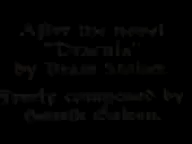 After the novel
"Dracula"
by Bram Stoker
Freely composed by
Henrik Galeen.